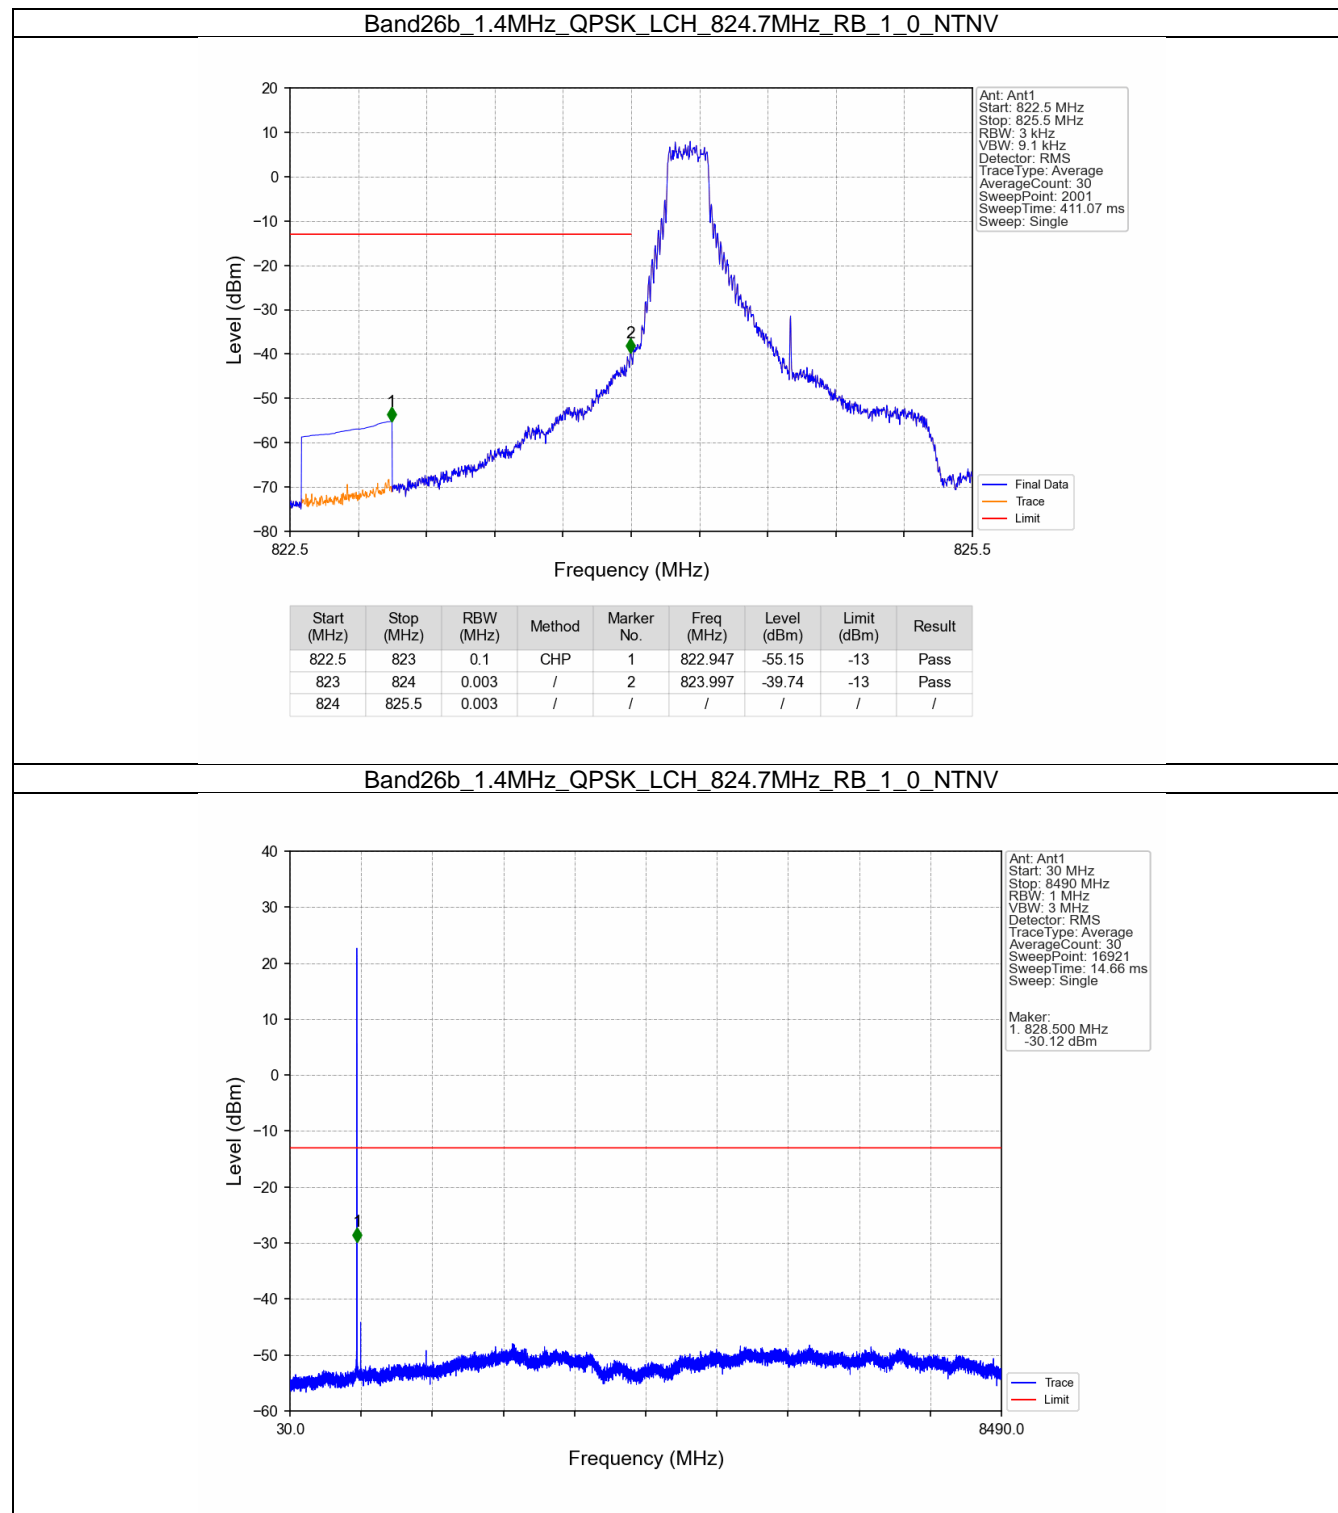 Band26b_1.4MHz_QPSK_LCH_824.7MHz_RB_1_0_NTNV
20
10
0
−10
−20
−30
−40
−50
−60
−70
−80
Level (dBm)
1
2
822.5
825.5
Frequency (MHz)
Ant: Ant1
Start: 822.5 MHz
Stop: 825.5 MHz
RBW: 3 kHz
VBW: 9.1 kHz
Detector: RMS
TraceType: Average
AverageCount: 30
SweepPoint: 2001
SweepTime: 411.07 ms
Sweep: Single
Final Data
Trace
Limit
Start (MHz) Stop (MHz) RBW (MHz) Method Marker No. Freq (MHz) Level (dBm) Limit (dBm) Result
822.5 823 0.1 CHP 1 822.947 -55.15 -13 Pass
823 824 0.003 / 2 823.997 -39.74 -13 Pass
824 825.5 0.003 / / / / / /
Band26b_1.4MHz_QPSK_LCH_824.7MHz_RB_1_0_NTNV
40
30
20
10
0
−10
−20
−30
−40
−50
−60
Level (dBm)
1
30.0
8490.0
Frequency (MHz)
Ant: Ant1
Start: 30 MHz
Stop: 8490 MHz
RBW: 1 MHz
VBW: 3 MHz
Detector: RMS
TraceType: Average
AverageCount: 30
SweepPoint: 16921
SweepTime: 14.66 ms
Sweep: Single
Maker:
1. 828.500 MHz
-30.12 dBm
Trace
Limit